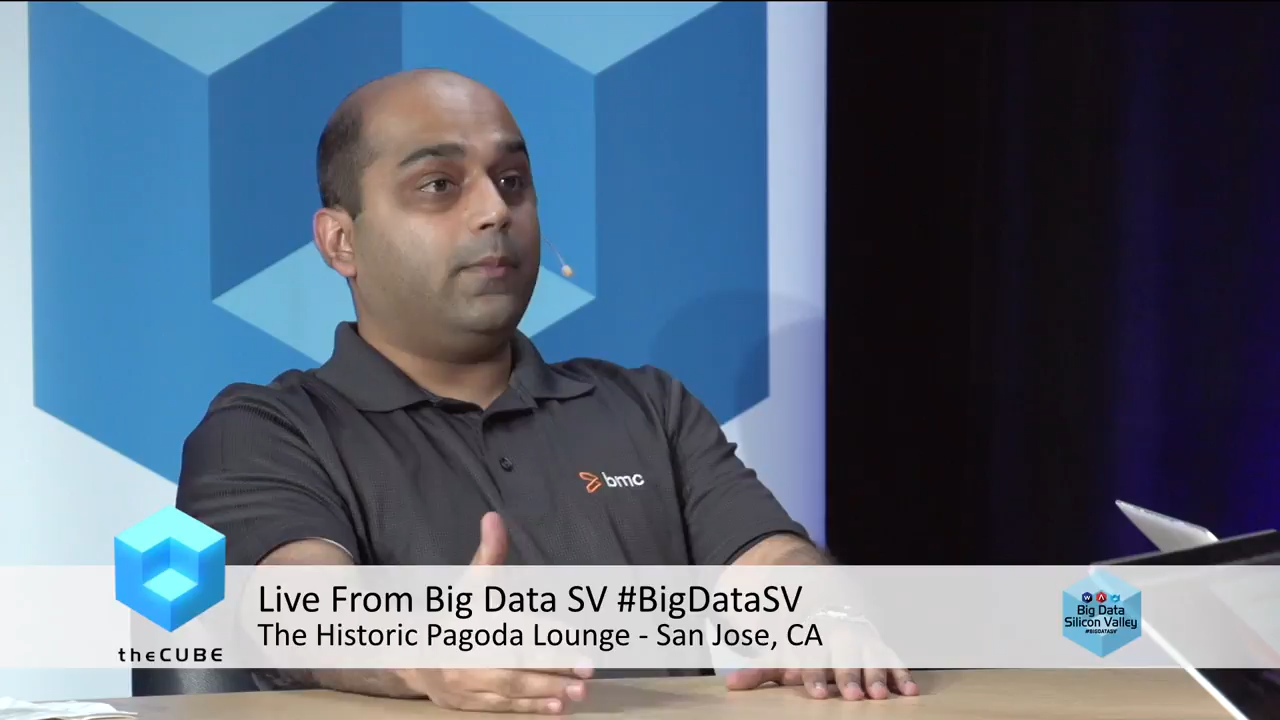 bmc
Live From Big Data SV #BigDataSV
The Historic Pagoda Lounge - San Jose, CA
theCUBE
Big Data
Silicon Valley
#BIGDATASV